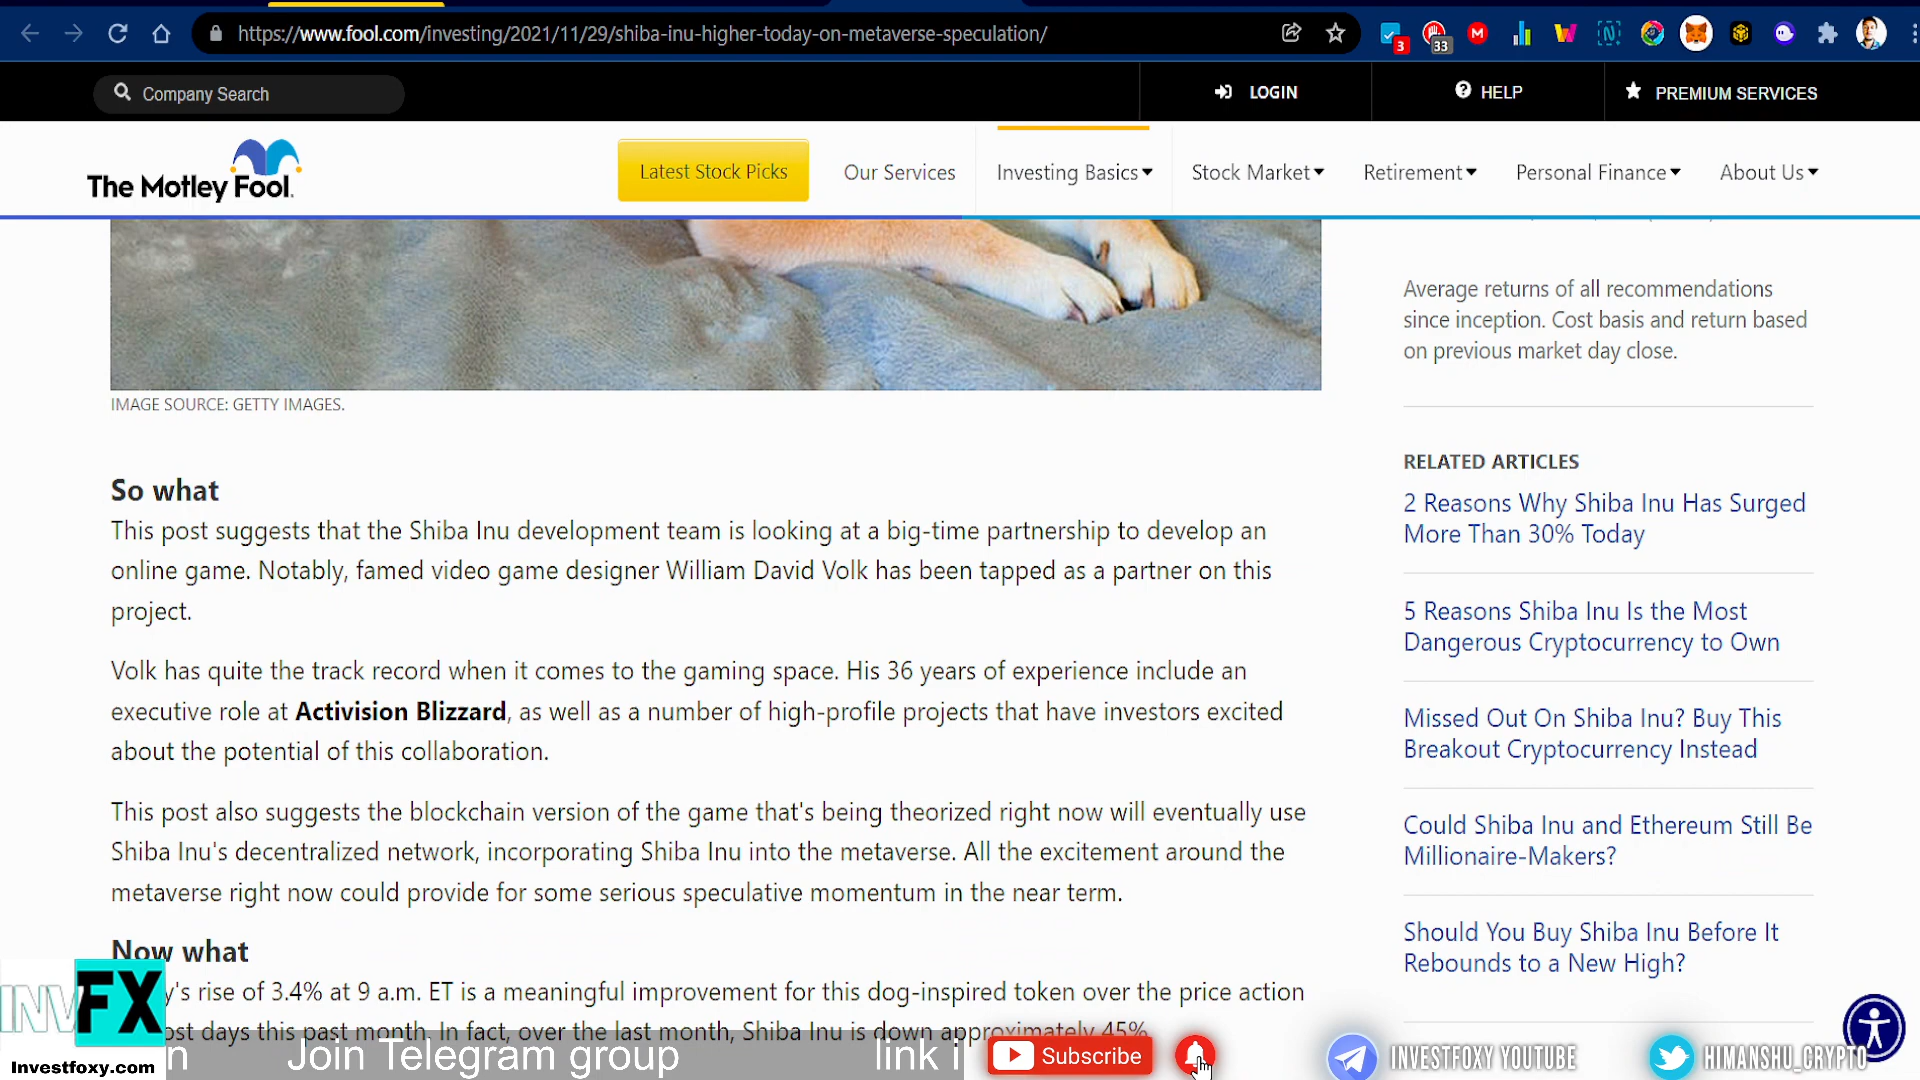 https://www.fool.com/investing/2021/11/29/shiba-inu-higher-today-on-metaverse-speculation/
3
33
Company Search
LOGIN
HELP
PREMIUM SERVICES
The Motley Fool.
Latest Stock Picks
Our Services
Investing Basics
Stock Market
Retirement
Personal Finance
About Us
IMAGE SOURCE: GETTY IMAGES.
So what
This post suggests that the Shiba Inu development team is looking at a big-time partnership to develop an
online game. Notably, famed video game designer William David Volk has been tapped as a partner on this
project.
Volk has quite the track record when it comes to the gaming space. His 36 years of experience include an
executive role at Activision Blizzard, as well as a number of high-profile projects that have investors excited
about the potential of this collaboration.
This post also suggests the blockchain version of the game that's being theorized right now will eventually use
Shiba Inu's decentralized network, incorporating Shiba Inu into the metaverse. All the excitement around the
metaverse right now could provide for some serious speculative momentum in the near term.
Now what
y's rise of 3.4% at 9 a.m. ET is a meaningful improvement for this dog-inspired token over the price action
ost days this past month. In fact, over the last month, Shiba Inu is down approximately 45%
Average returns of all recommendations
since inception. Cost basis and return based
on previous market day close.
RELATED ARTICLES
2 Reasons Why Shiba Inu Has Surged
More Than 30% Today
5 Reasons Shiba Inu Is the Most
Dangerous Cryptocurrency to Own
Missed Out On Shiba Inu? Buy This
Breakout Cryptocurrency Instead
Could Shiba Inu and Ethereum Still Be
Millionaire-Makers?
Should You Buy Shiba Inu Before It
Rebounds to a New High?
INV FX
Investfoxy.com
n Join Telegram group link i
Subscribe
INVESTFOXY YOUTUBE
HIMANSHU_CRYPTO